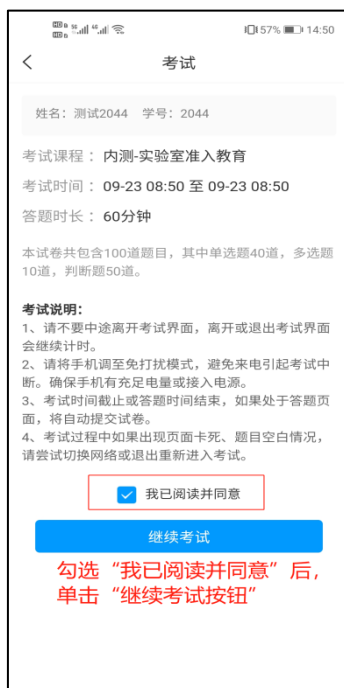 57% 14:50
考试
姓名：测试2044 学号：2044
考试课程： 内测-实验室准入教育
考试时间： 09-23 08:50 至 09-23 08:50
答题时长： 60分钟
本试卷共包含100道题目，其中单选题40道，多选题
10道，判断题50道。
考试说明：
1、请不要中途离开考试界面，离开或退出考试界面
会继续计时。
2、请将手机调至免打扰模式，避免来电引起考试中
断。确保手机有充足电量或接入电源。
3、考试时间截止或答题时间结束，如果处于答题页
面，将自动提交试卷。
4、考试过程中如果出现页面卡死、题目空白情况，
请尝试切换网络或退出重新进入考试。
我已阅读并同意
继续考试
勾选“我已阅读并同意”后，
单击“继续考试按钮”